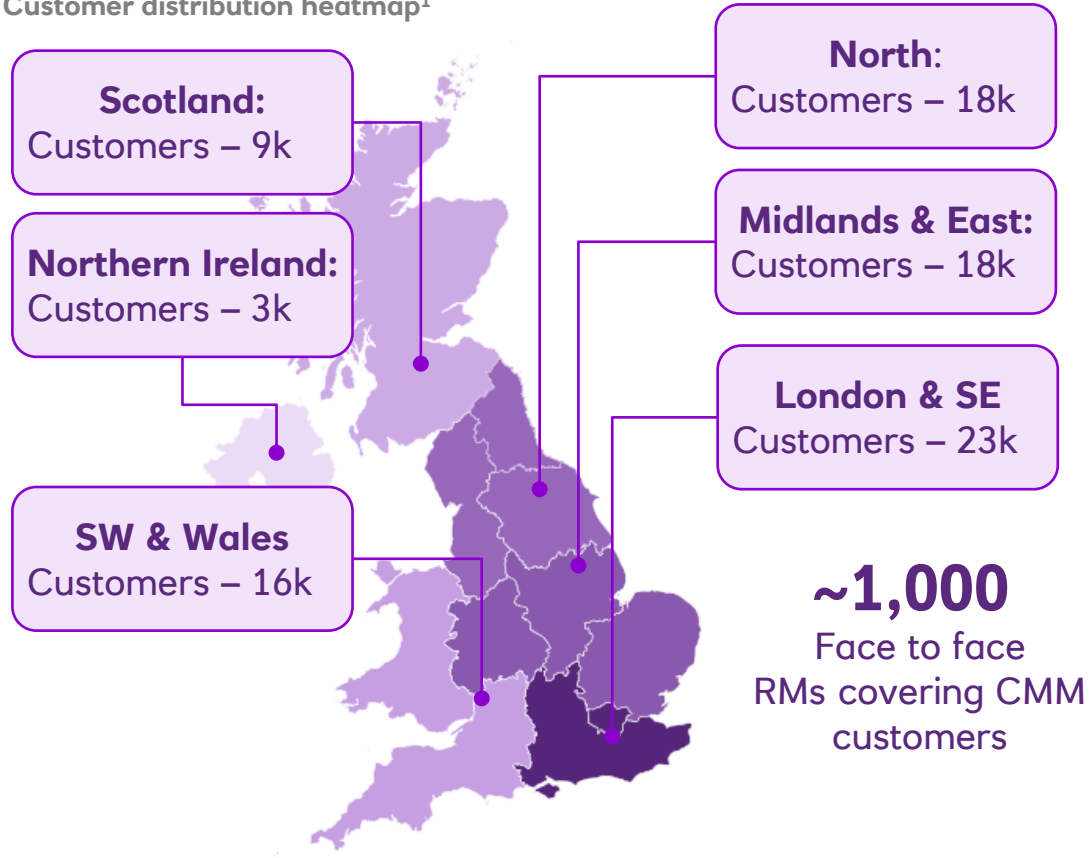 Customer distribution heatmap¹
Scotland:
Customers – 9k
Northern Ireland:
Customers – 3k
SW & Wales
Customers – 16k
North:
Customers – 18k
Midlands & East:
Customers – 18k
London & SE
Customers – 23k
~1,000
Face to face
RMs covering CMM
customers